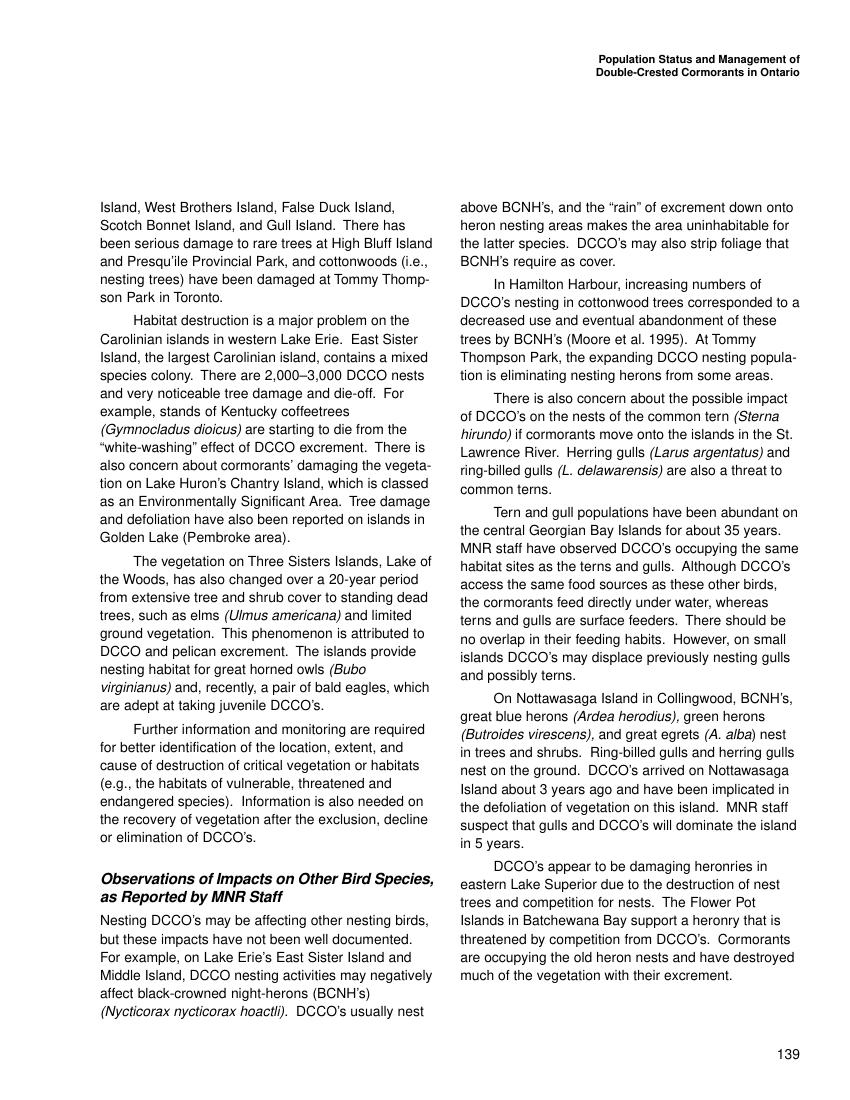 Population Status and Management of
Double-Crested Cormorants in Ontario
Island, West Brothers Island, False Duck Island,
Scotch Bonnet Island, and Gull Island.  There has
been serious damage to rare trees at High Bluff Island
and Presqu'ile Provincial Park, and cottonwoods (i.e.,
nesting trees) have been damaged at Tommy Thomp-
son Park in Toronto.
Habitat destruction is a major problem on the
Carolinian islands in western Lake Erie.  East Sister
Island, the largest Carolinian island, contains a mixed
species colony.  There are 2,000–3,000 DCCO nests
and very noticeable tree damage and die-off.  For
example, stands of Kentucky coffeetrees
(Gymnocladus dioicus) are starting to die from the
“white-washing” effect of DCCO excrement.  There is
also concern about cormorants’ damaging the vegeta-
tion on Lake Huron’s Chantry Island, which is classed
as an Environmentally Significant Area.  Tree damage
and defoliation have also been reported on islands in
Golden Lake (Pembroke area).
The vegetation on Three Sisters Islands, Lake of
the Woods, has also changed over a 20-year period
from extensive tree and shrub cover to standing dead
trees, such as elms (Ulmus americana) and limited
ground vegetation.  This phenomenon is attributed to
DCCO and pelican excrement.  The islands provide
nesting habitat for great horned owls (Bubo
virginianus) and, recently, a pair of bald eagles, which
are adept at taking juvenile DCCO’s.
Further information and monitoring are required
for better identification of the location, extent, and
cause of destruction of critical vegetation or habitats
(e.g., the habitats of vulnerable, threatened and
endangered species).  Information is also needed on
the recovery of vegetation after the exclusion, decline
or elimination of DCCO’s.
Observations of Impacts on Other Bird Species,
as Reported by MNR Staff
Nesting DCCO’s may be affecting other nesting birds,
but these impacts have not been well documented.
For example, on Lake Erie’s East Sister Island and
Middle Island, DCCO nesting activities may negatively
affect black-crowned night-herons (BCNH’s)
(Nycticorax nycticorax hoactli).  DCCO’s usually nest
above BCNH’s, and the “rain” of excrement down onto
heron nesting areas makes the area uninhabitable for
the latter species.  DCCO’s may also strip foliage that
BCNH’s require as cover.
In Hamilton Harbour, increasing numbers of
DCCO’s nesting in cottonwood trees corresponded to a
decreased use and eventual abandonment of these
trees by BCNH’s (Moore et al. 1995).  At Tommy
Thompson Park, the expanding DCCO nesting popula-
tion is eliminating nesting herons from some areas.
There is also concern about the possible impact
of DCCO’s on the nests of the common tern (Sterna
hirundo) if cormorants move onto the islands in the St.
Lawrence River.  Herring gulls (Larus argentatus) and
ring-billed gulls (L. delawarensis) are also a threat to
common terns.
Tern and gull populations have been abundant on
the central Georgian Bay Islands for about 35 years.
MNR staff have observed DCCO’s occupying the same
habitat sites as the terns and gulls.  Although DCCO’s
access the same food sources as these other birds,
the cormorants feed directly under water, whereas
terns and gulls are surface feeders.  There should be
no overlap in their feeding habits.  However, on small
islands DCCO’s may displace previously nesting gulls
and possibly terns.
On Nottawasaga Island in Collingwood, BCNH’s,
great blue herons (Ardea herodius), green herons
(Butroides virescens), and great egrets (A. alba) nest
in trees and shrubs.  Ring-billed gulls and herring gulls
nest on the ground.  DCCO’s arrived on Nottawasaga
Island about 3 years ago and have been implicated in
the defoliation of vegetation on this island.  MNR staff
suspect that gulls and DCCO’s will dominate the island
in 5 years.
DCCO’s appear to be damaging heronries in
eastern Lake Superior due to the destruction of nest
trees and competition for nests.  The Flower Pot
Islands in Batchewana Bay support a heronry that is
threatened by competition from DCCO’s.  Cormorants
are occupying the old heron nests and have destroyed
much of the vegetation with their excrement.
139